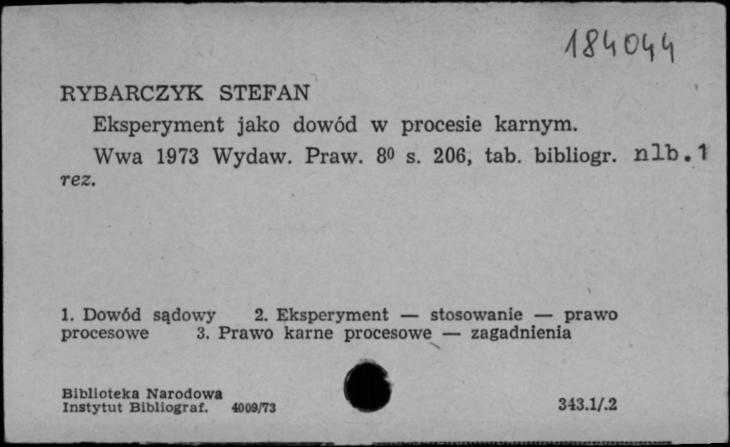 184044
RYBARCZYK STEFAN
Eksperyment jako dowód w procesie karnym.
Wwa 1973 Wydaw. Praw. 8⁰ s. 206, tab. bibliogr. nlb.1
rez.
1. Dowód sądowy 2. Eksperyment — stosowanie — prawo
procesowe 3. Prawo karne procesowe — zagadnienia
Biblioteka Narodowa
Instytut Bibliograf. 4009/73
343.1/.2